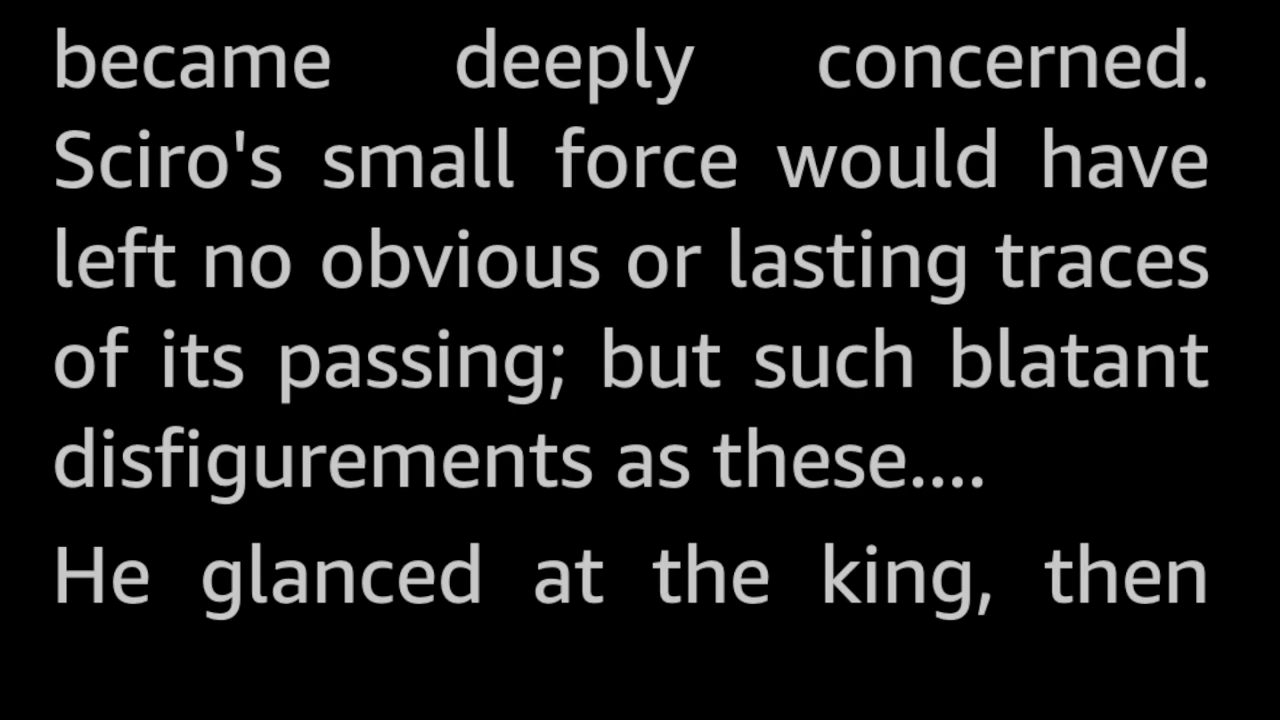 became deeply concerned.
Sciro's small force would have
left no obvious or lasting traces
of its passing; but such blatant
disfigurements as these....
He glanced at the king, then